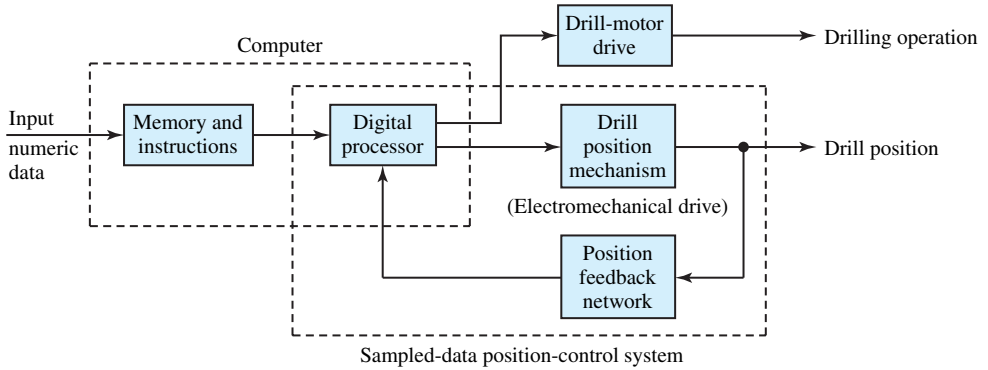 Computer
Drill-motor
drive
Drilling operation
Input
numeric
data
Memory and
instructions
Digital
processor
Drill
position
mechanism
Drill position
(Electromechanical drive)
Position
feedback
network
Sampled-data position-control system